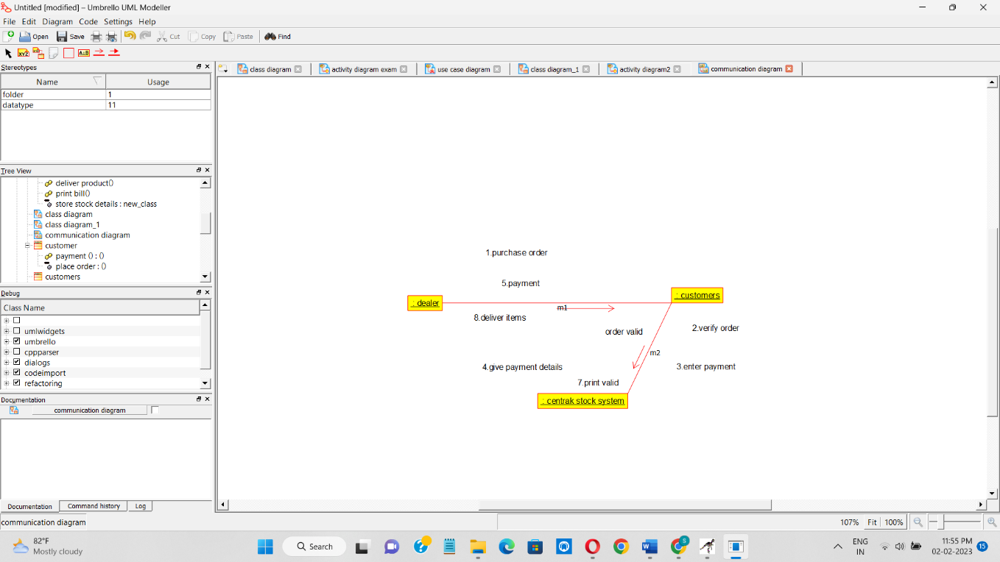 Untitled [modified] – Umbrello UML Modeller
File Edit Diagram Code Settings Help
Open Save Cut Copy Paste Find
XYZ A↕B
Stereotypes
Name Usage
folder 1
datatype 11
class diagram activity diagram exam use case diagram class diagram_1 activity diagram2 communication diagram
Tree View
deliver product()
print bill()
store stock details : new_class
class diagram
class diagram_1
communication diagram
customer
payment () : ()
place order : ()
customers
Debug
Class Name
umlwidgets
umbrello
cppparser
dialogs
codeimport
refactoring
Documentation
communication diagram
Documentation Command history Log
1.purchase order
5.payment
: dealer
: customers
m1
8.deliver items
order valid
2.verify order
m2
4.give payment details
3.enter payment
7.print valid
: centrak stock system
communication diagram
107% Fit 100%
82°F
Mostly cloudy
Search
S
ENG
IN
11:55 PM
02-02-2023
15